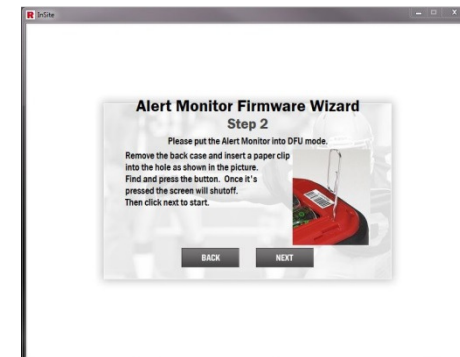 R InSite
Alert Monitor Firmware Wizard
Step 2
Please put the Alert Monitor into DFU mode.
Remove the back case and insert a paper clip
into the hole as shown in the picture.
Find and press the button. Once it's
pressed the screen will shutoff.
Then click next to start.
BACK NEXT